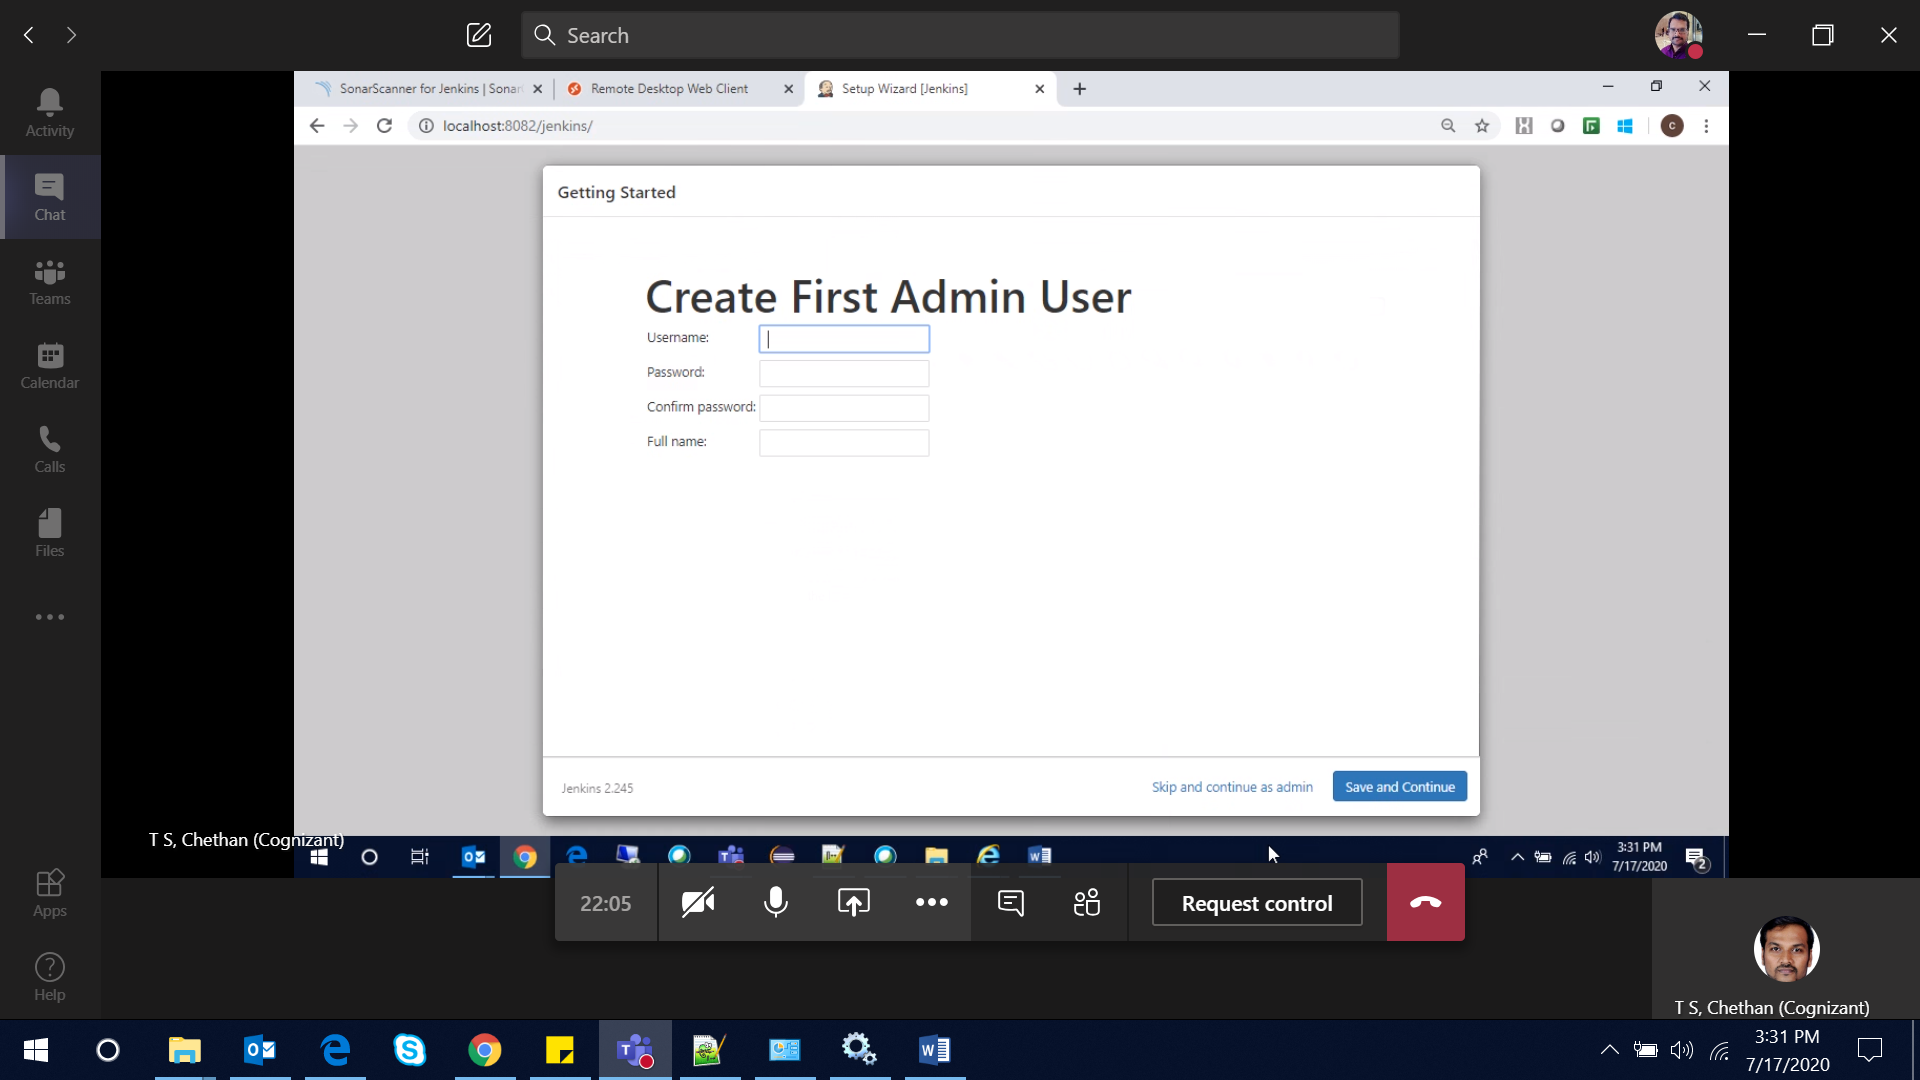 Search
Activity
Chat
Teams
Calendar
Calls
Files
Apps
Help
SonarScanner for Jenkins | Sonar
Remote Desktop Web Client
Setup Wizard [Jenkins]
localhost:8082/jenkins/
C
Getting Started
Create First Admin User
Username:
Password:
Confirm password:
Full name:
Jenkins 2.245
Skip and continue as admin
Save and Continue
T S, Chethan (Cognizant)
3:31 PM
7/17/2020
2
22:05
Request control
T S, Chethan (Cognizant)
3:31 PM
7/17/2020